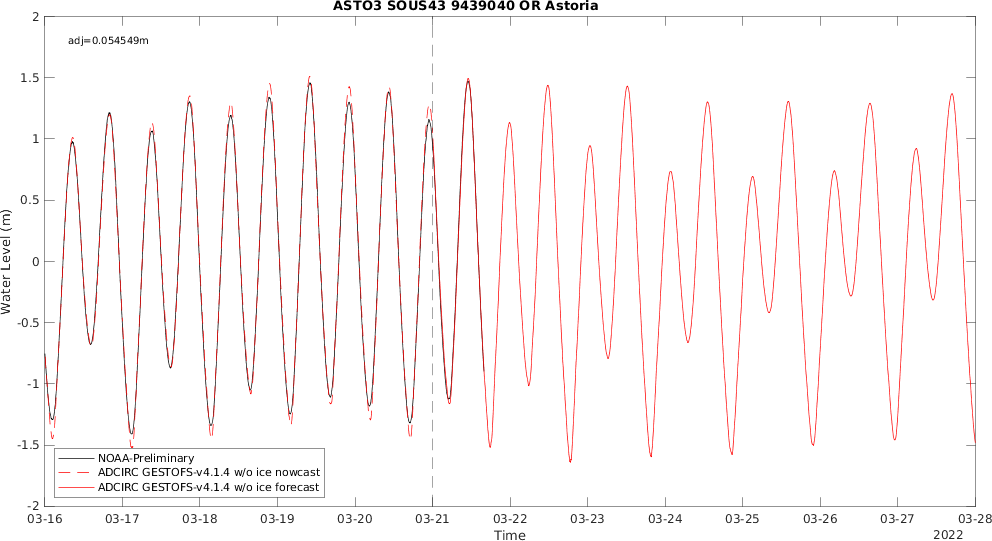 ASTO3 SOUS43 9439040 OR Astoria
adj=0.054549m
Water Level (m)
2
1.5
1
0.5
0
-0.5
-1
-1.5
-2
NOAA-Preliminary
ADCIRC GESTOFS-v4.1.4 w/o ice nowcast
ADCIRC GESTOFS-v4.1.4 w/o ice forecast
03-16 03-17 03-18 03-19 03-20 03-21 03-22 03-23 03-24 03-25 03-26 03-27 03-28
Time
2022